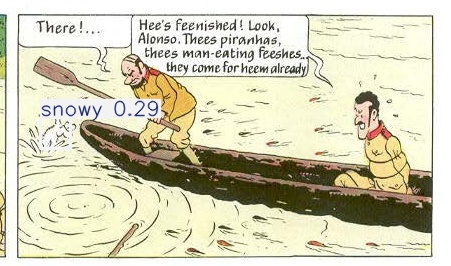 There!...
Hee's feenished! Look,
Alonso. Thees piranhas,
thees man-eating feeshes...
they come for heem already
snowy 0.29